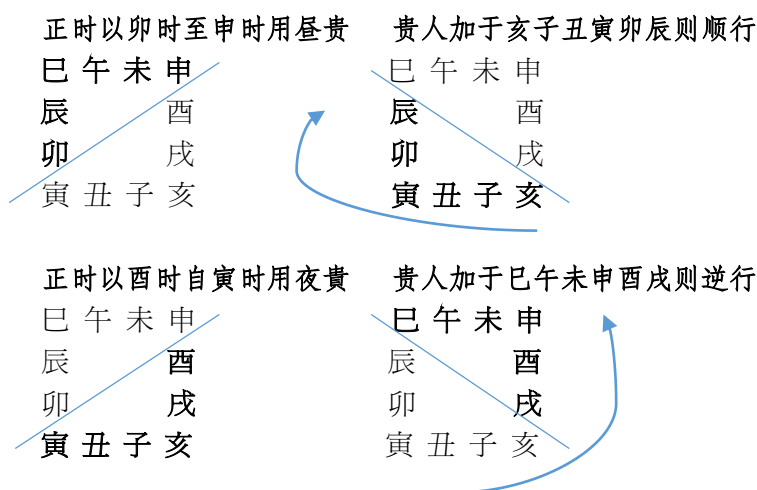 正时以卯时至申时用昼贵
巳午未申
辰 酉
卯 戌
寅丑子亥
贵人加于亥子丑寅卯辰则顺行
巳午未申
辰 酉
卯 戌
寅丑子亥
正时以酉时自寅时用夜貴
巳午未申
辰 酉
卯 戌
寅丑子亥
贵人加于巳午未申酉戌则逆行
巳午未申
辰 酉
卯 戌
寅丑子亥